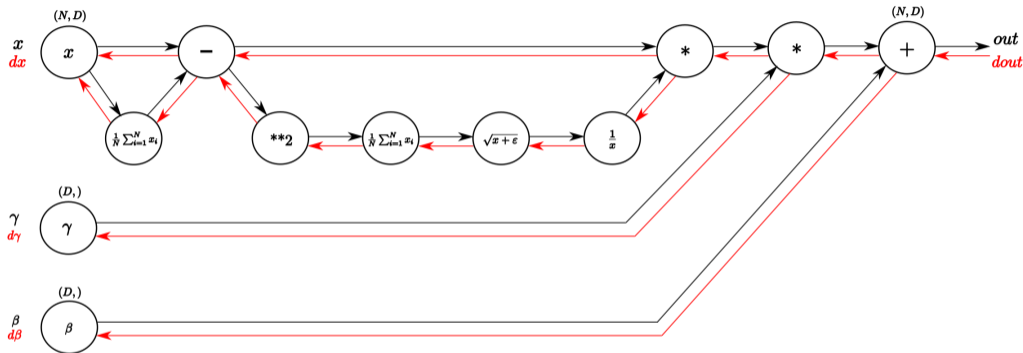 (N, D)
(N, D)
x
dx
x
−
*
*
+
out
dout
1/N ∑_{i=1}^{N} x_i
**2
1/N ∑_{i=1}^{N} x_i
√(x + ε)
1/x
(D,)
γ
dγ
γ
(D,)
β
dβ
β